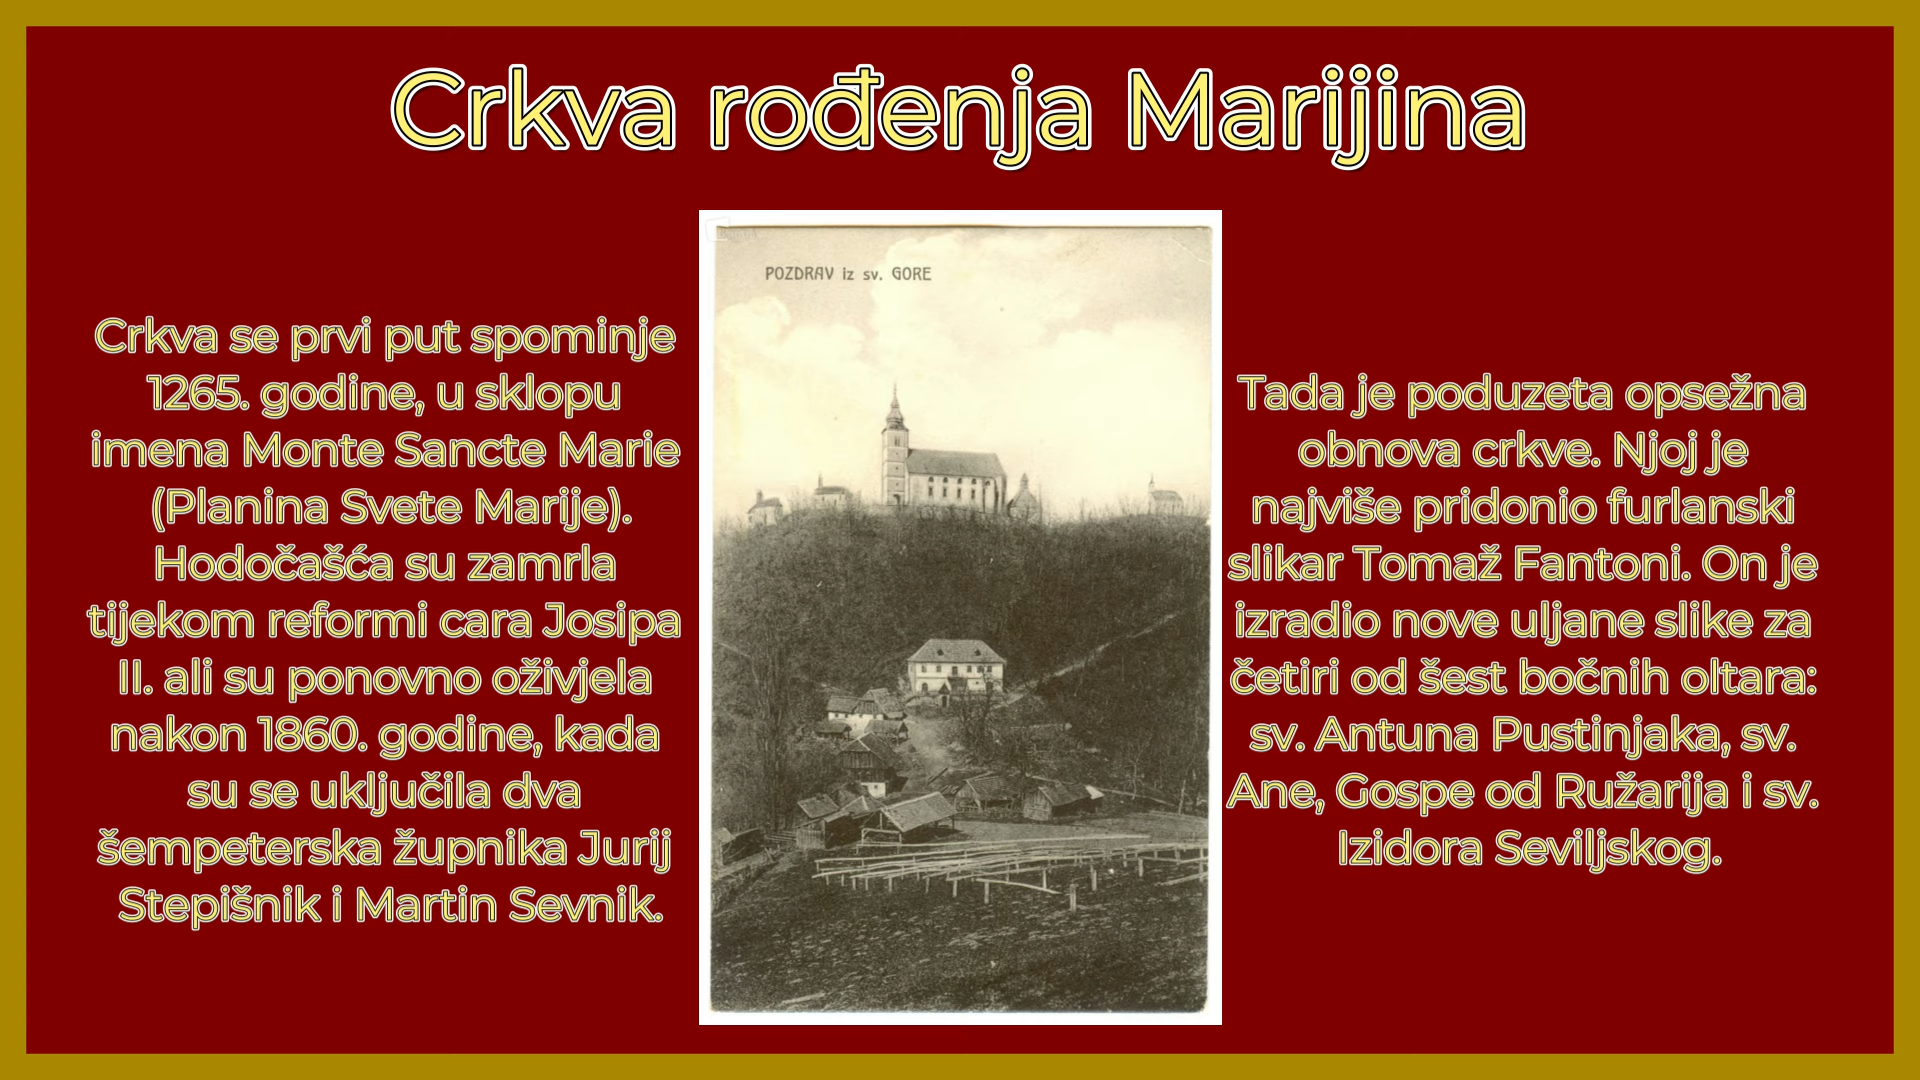 Crkva rođenja Marijina
Crkva se prvi put spominje
1265. godine, u sklopu
imena Monte Sancte Marie
(Planina Svete Marije).
Hodočašća su zamrla
tijekom reformi cara Josipa
II. ali su ponovno oživjela
nakon 1860. godine, kada
su se uključila dva
šempeterska župnika Jurij
Stepišnik i Martin Sevnik.
POZDRAV iz sv. GORE
Tada je poduzeta opsežna
obnova crkve. Njoj je
najviše pridonio furlanski
slikar Tomaž Fantoni. On je
izradio nove uljane slike za
četiri od šest bočnih oltara:
sv. Antuna Pustinjaka, sv.
Ane, Gospe od Ružarija i sv.
Izidora Seviljskog.